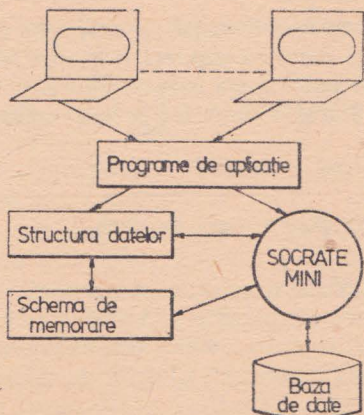 Programe de aplicație
Structura datelor
SOCRATE
MINI
Schema de
memorare
Baza
de date